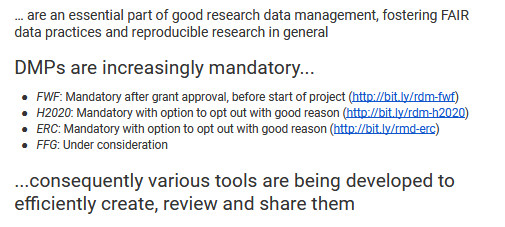 ... are an essential part of good research data management, fostering FAIR
data practices and reproducible research in general
DMPs are increasingly mandatory...
● FWF: Mandatory after grant approval, before start of project (http://bit.ly/rdm-fwf)
● H2020: Mandatory with option to opt out with good reason (http://bit.ly/rdm-h2020)
● ERC: Mandatory with option to opt out with good reason (http://bit.ly/rmd-erc)
● FFG: Under consideration
...consequently various tools are being developed to
efficiently create, review and share them